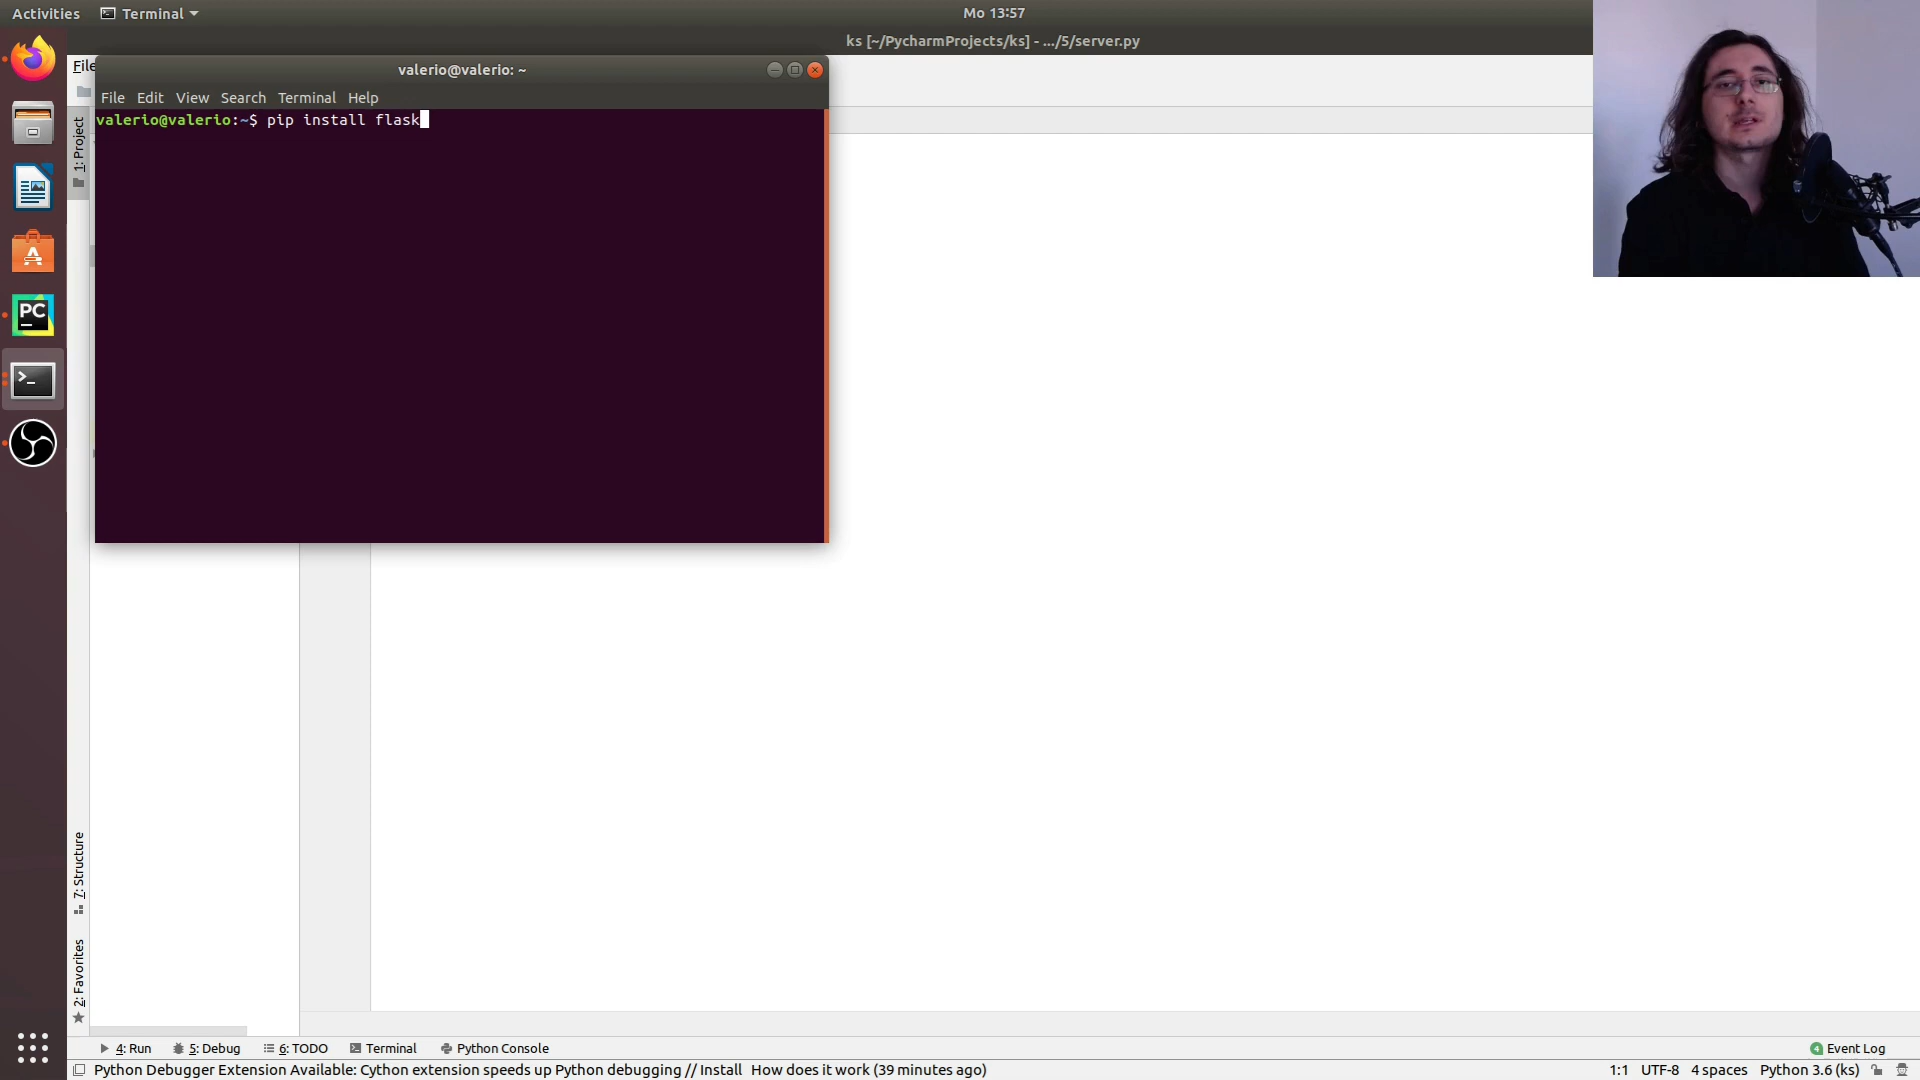 Activities Terminal Mo 13:57
ks [~/PycharmProjects/ks] - .../5/server.py
File
valerio@valerio: ~
File Edit View Search Terminal Help
valerio@valerio:~$ pip install flask
1: Project
PC
7: Structure
2: Favorites
4: Run 5: Debug 6: TODO Terminal Python Console 4 Event Log
Python Debugger Extension Available: Cython extension speeds up Python debugging // Install How does it work (39 minutes ago) 1:1 UTF-8 4 spaces Python 3.6 (ks)